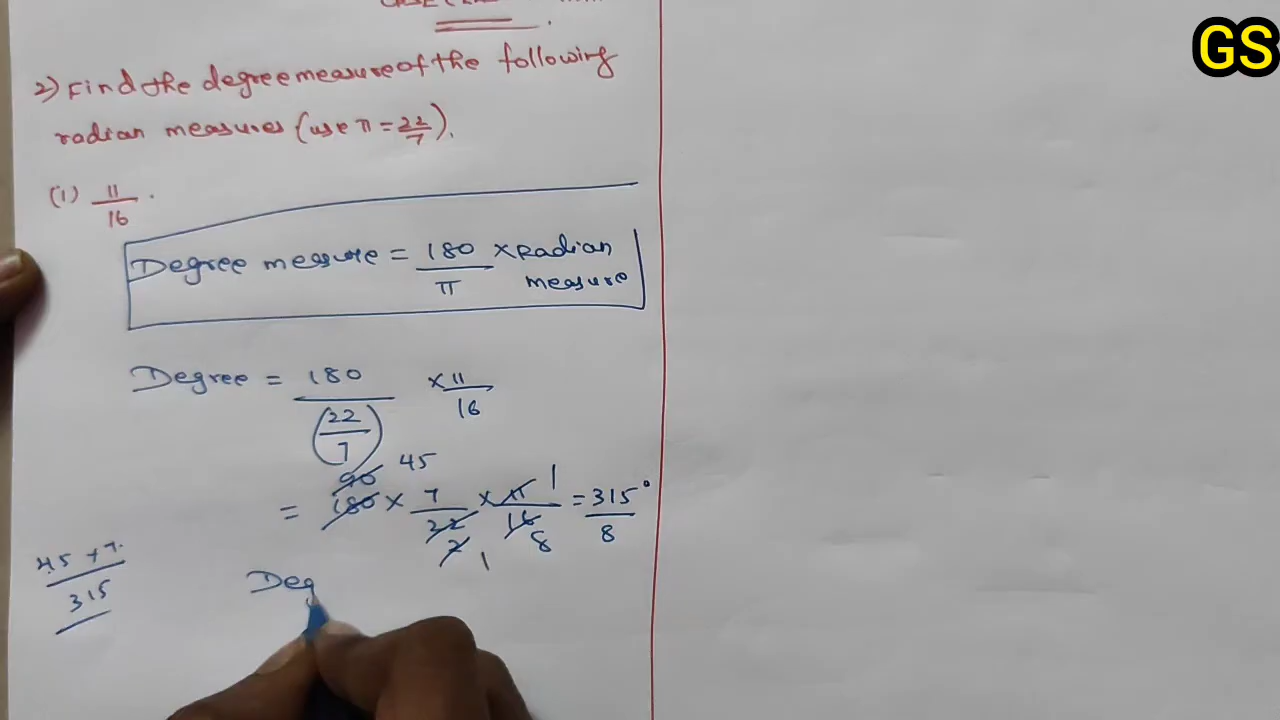 GS
2) Find the degree measure of the following
radian measures (use π = 22/7).
(1) 11/16 .
Degree measure = 180/π × Radian measure
Degree = 180/(22/7) × 11/16
90 45
= 180 × 7/22 × 11/16 = 315°/8
1
2 1 8
45 × 7
315
Deg